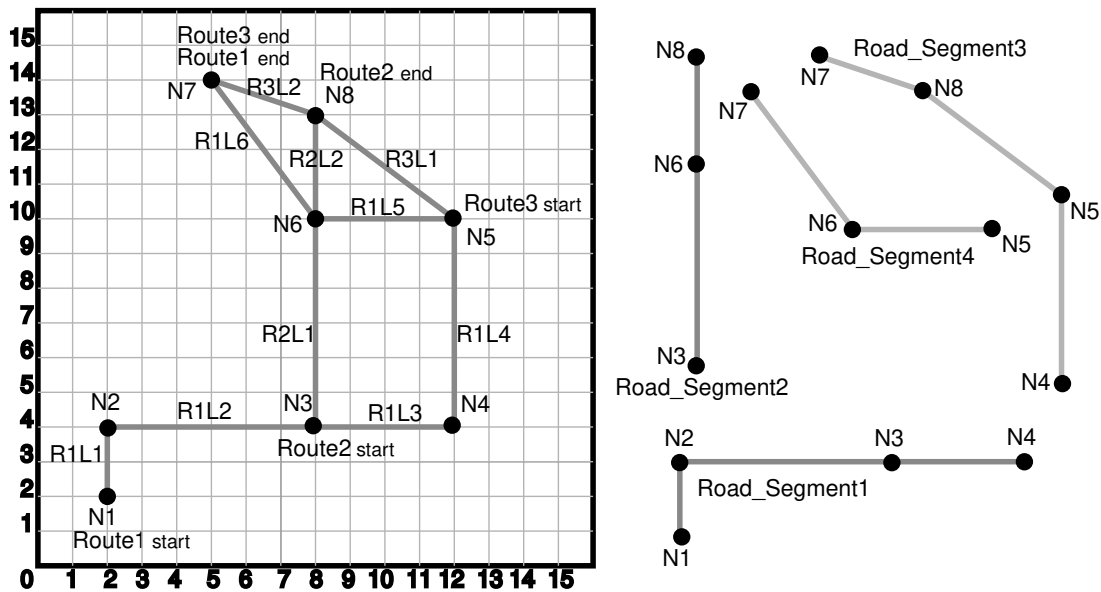 15
14
13
12
11
10
9
8
7
6
5
4
3
2
1
0 1 2 3 4 5 6 7 8 9 10 11 12 13 14 15
Route3 end
Route1 end
N7
R3L2
Route2 end
N8
R1L6
R2L2
R3L1
R1L5
Route3 start
N6
N5
R2L1
R1L4
N2
R1L2
N3
R1L3
N4
Route2 start
R1L1
N1
Route1 start
N8
N6
N3
Road_Segment2
N7
N6
N5
Road_Segment4
N7
Road_Segment3
N8
N5
N4
N2
N3
N4
Road_Segment1
N1